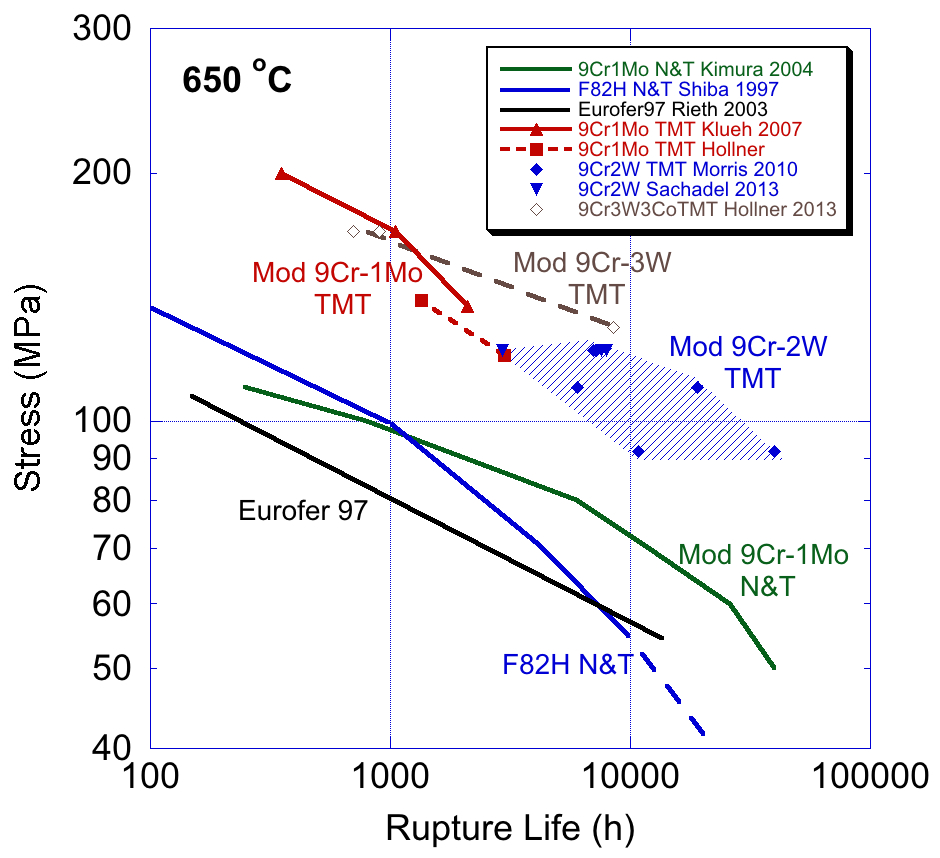 300
200
100
90
80
70
60
50
40
Stress (MPa)
650 °C
9Cr1Mo N&T Kimura 2004
F82H N&T Shiba 1997
Eurofer97 Rieth 2003
9Cr1Mo TMT Klueh 2007
9Cr1Mo TMT Hollner
9Cr2W TMT Morris 2010
9Cr2W Sachadel 2013
9Cr3W3CoTMT Hollner 2013
Mod 9Cr-1Mo
TMT
Mod 9Cr-3W
TMT
Mod 9Cr-2W
TMT
Eurofer 97
Mod 9Cr-1Mo
N&T
F82H N&T
100
1000
10000
100000
Rupture Life (h)